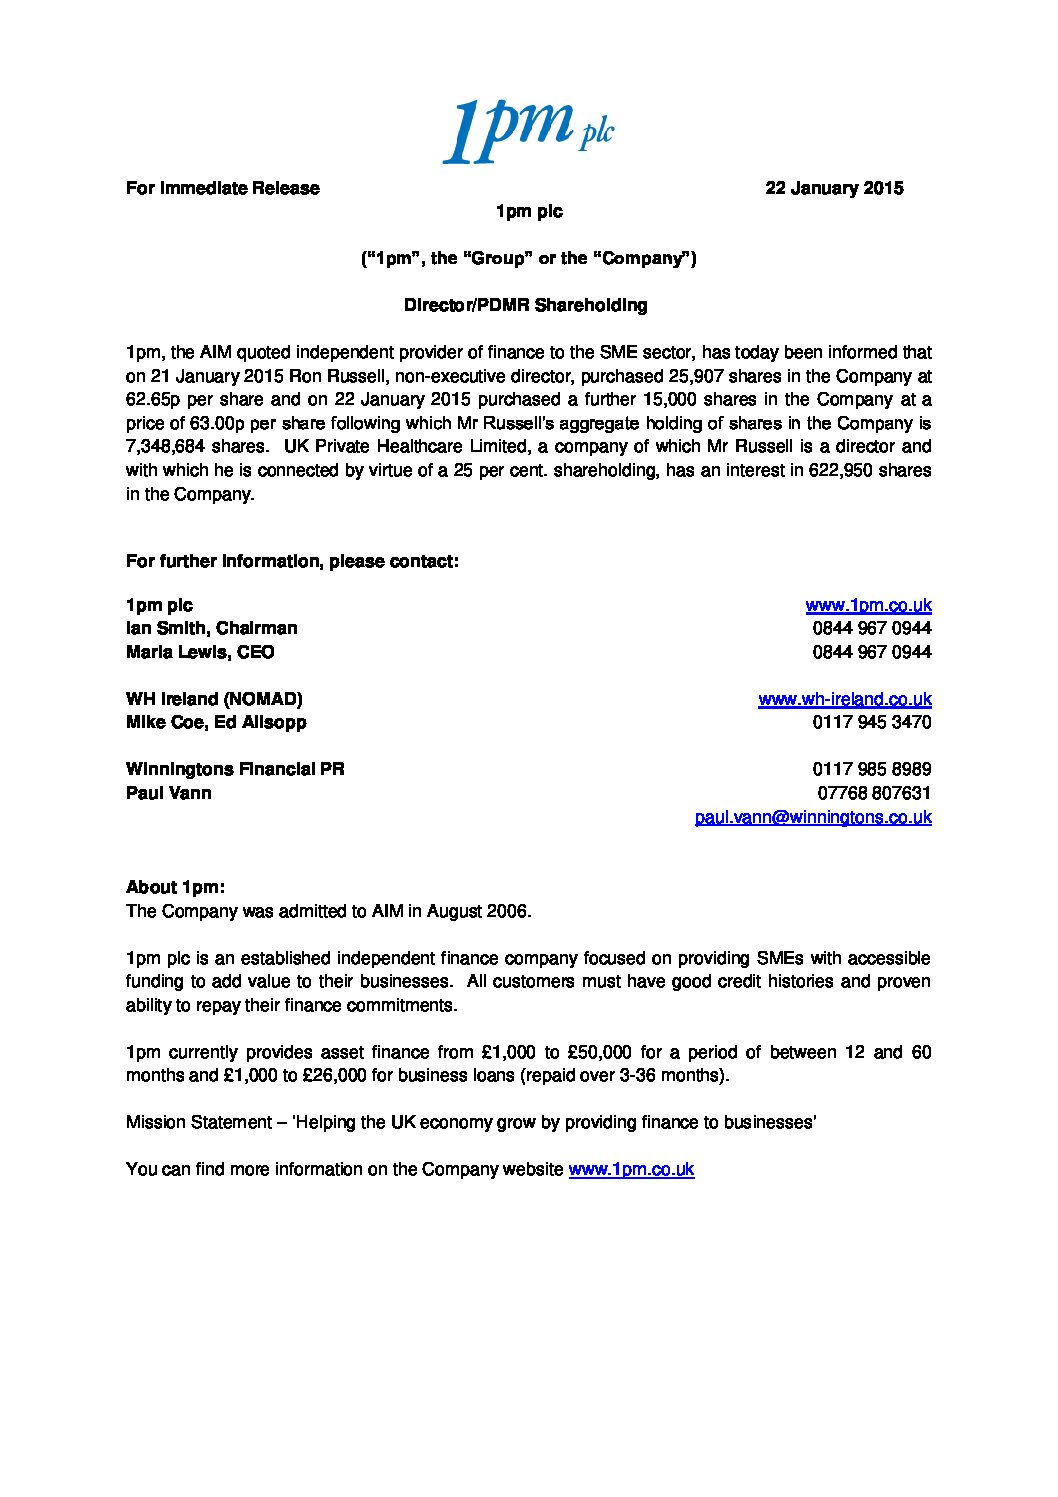 1pm plc
For Immediate Release 22 January 2015
1pm plc
(“1pm”, the “Group” or the “Company”)
Director/PDMR Shareholding
1pm, the AIM quoted independent provider of finance to the SME sector, has today been informed that
on 21 January 2015 Ron Russell, non-executive director, purchased 25,907 shares in the Company at
62.65p per share and on 22 January 2015 purchased a further 15,000 shares in the Company at a
price of 63.00p per share following which Mr Russell's aggregate holding of shares in the Company is
7,348,684 shares. UK Private Healthcare Limited, a company of which Mr Russell is a director and
with which he is connected by virtue of a 25 per cent. shareholding, has an interest in 622,950 shares
in the Company.
For further information, please contact:
1pm plc www.1pm.co.uk
Ian Smith, Chairman 0844 967 0944
Maria Lewis, CEO 0844 967 0944
WH Ireland (NOMAD) www.wh-ireland.co.uk
Mike Coe, Ed Allsopp 0117 945 3470
Winningtons Financial PR 0117 985 8989
Paul Vann 07768 807631
paul.vann@winningtons.co.uk
About 1pm:
The Company was admitted to AIM in August 2006.
1pm plc is an established independent finance company focused on providing SMEs with accessible
funding to add value to their businesses. All customers must have good credit histories and proven
ability to repay their finance commitments.
1pm currently provides asset finance from £1,000 to £50,000 for a period of between 12 and 60
months and £1,000 to £26,000 for business loans (repaid over 3-36 months).
Mission Statement – 'Helping the UK economy grow by providing finance to businesses'
You can find more information on the Company website www.1pm.co.uk